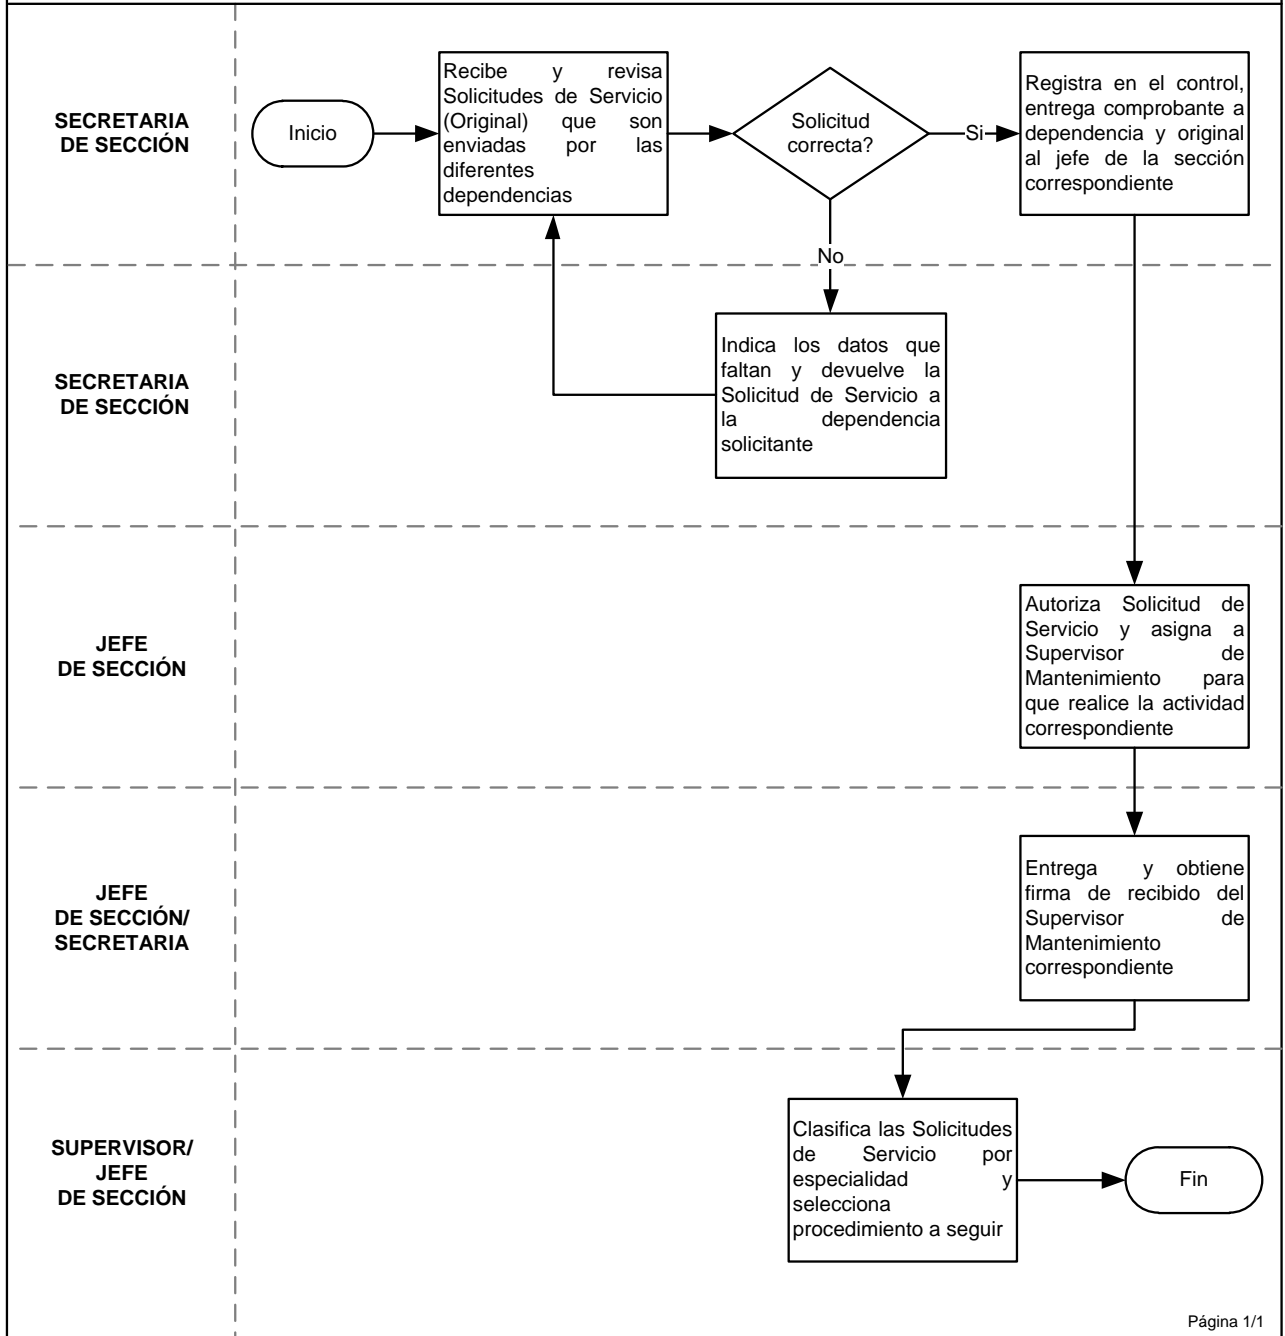 SECRETARIA
DE SECCIÓN
Inicio
Recibe y revisa
Solicitudes de Servicio
(Original) que son
enviadas por las
diferentes
dependencias
Solicitud
correcta?
Si
Registra en el control,
entrega comprobante a
dependencia y original
al jefe de la sección
correspondiente
No
SECRETARIA
DE SECCIÓN
Indica los datos que
faltan y devuelve la
Solicitud de Servicio a
la dependencia
solicitante
JEFE
DE SECCIÓN
Autoriza Solicitud de
Servicio y asigna a
Supervisor de
Mantenimiento para
que realice la actividad
correspondiente
JEFE
DE SECCIÓN/
SECRETARIA
Entrega y obtiene
firma de recibido del
Supervisor de
Mantenimiento
correspondiente
SUPERVISOR/
JEFE
DE SECCIÓN
Clasifica las Solicitudes
de Servicio por
especialidad y
selecciona
procedimiento a seguir
Fin
Página 1/1